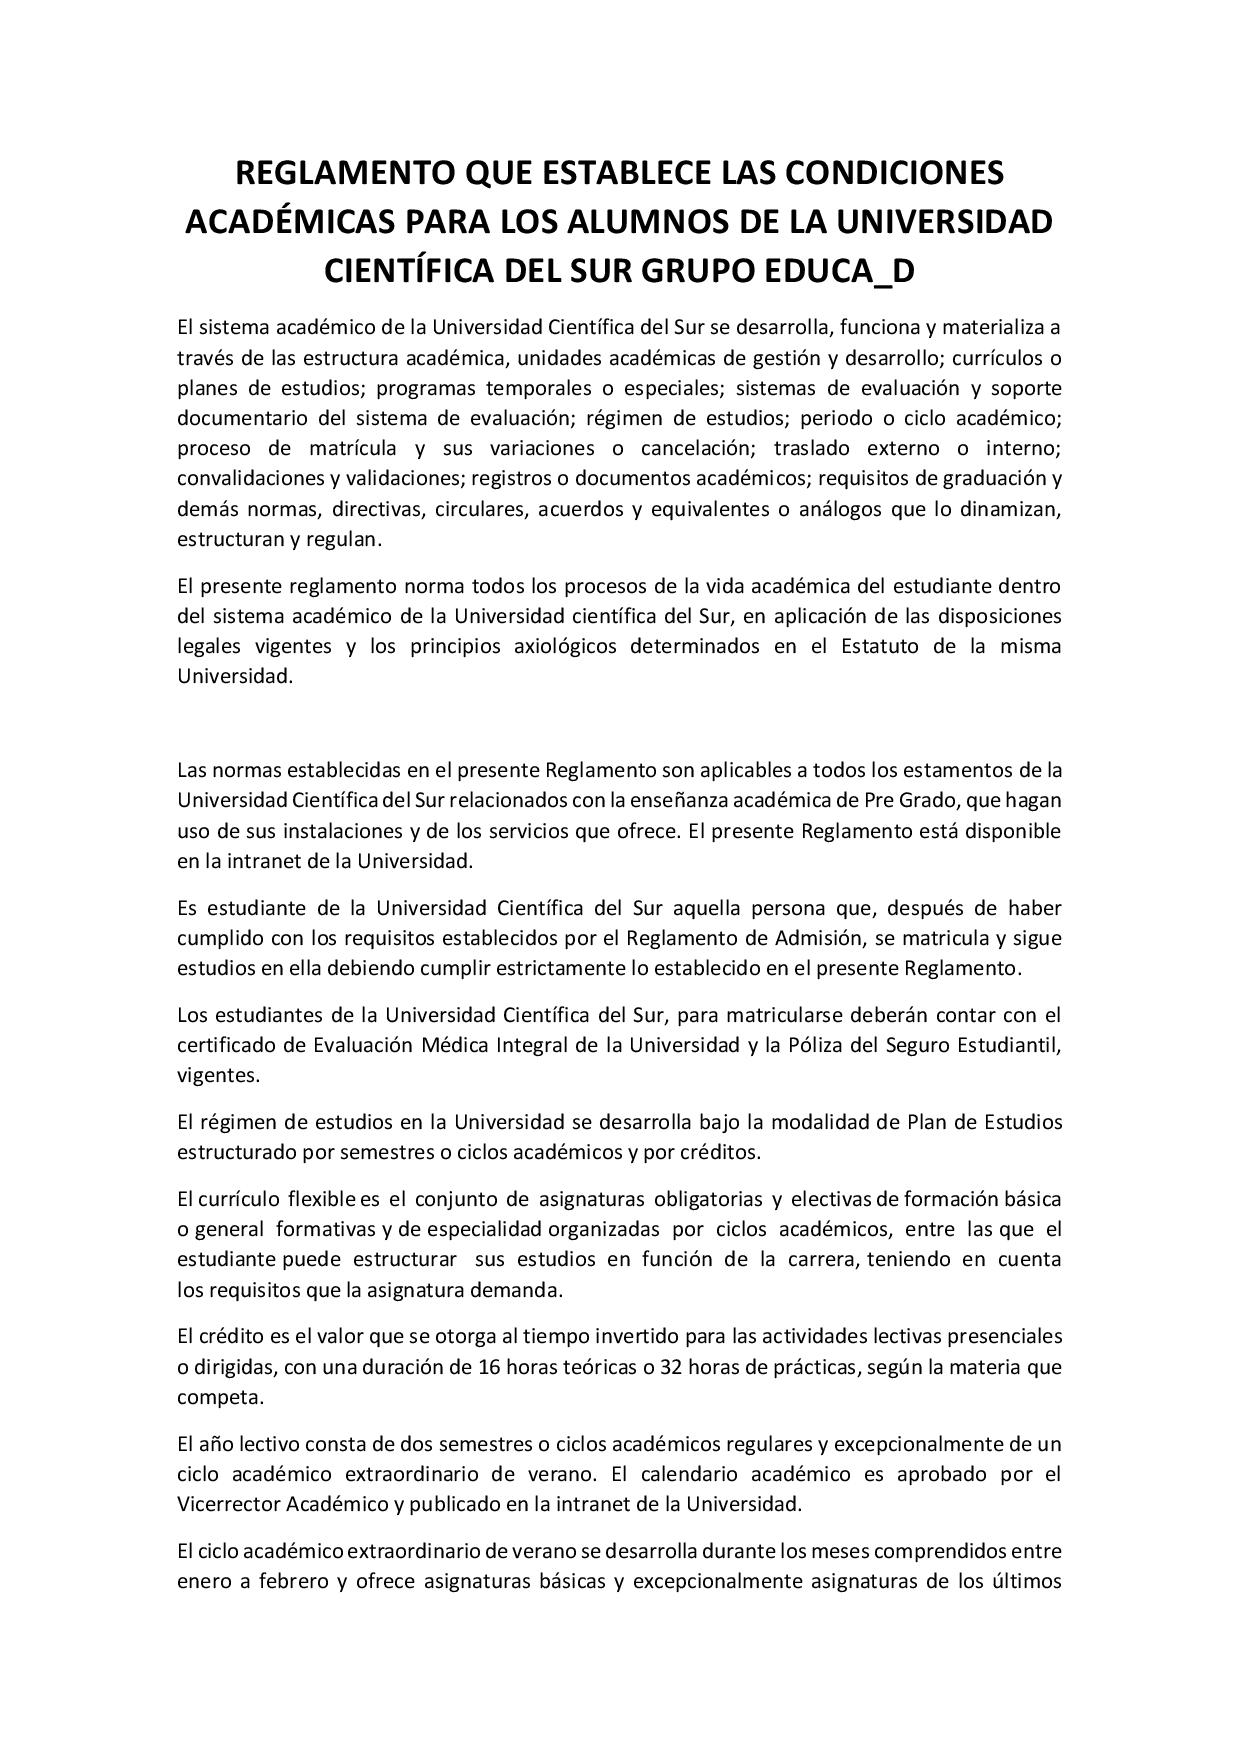 REGLAMENTO QUE ESTABLECE LAS CONDICIONES
ACADÉMICAS PARA LOS ALUMNOS DE LA UNIVERSIDAD
CIENTÍFICA DEL SUR GRUPO EDUCA_D
El sistema académico de la Universidad Científica del Sur se desarrolla, funciona y materializa a
través de las estructura académica, unidades académicas de gestión y desarrollo; currículos o
planes de estudios; programas temporales o especiales; sistemas de evaluación y soporte
documentario del sistema de evaluación; régimen de estudios; periodo o ciclo académico;
proceso de matrícula y sus variaciones o cancelación; traslado externo o interno;
convalidaciones y validaciones; registros o documentos académicos; requisitos de graduación y
demás normas, directivas, circulares, acuerdos y equivalentes o análogos que lo dinamizan,
estructuran y regulan.
El presente reglamento norma todos los procesos de la vida académica del estudiante dentro
del sistema académico de la Universidad científica del Sur, en aplicación de las disposiciones
legales vigentes y los principios axiológicos determinados en el Estatuto de la misma
Universidad.
Las normas establecidas en el presente Reglamento son aplicables a todos los estamentos de la
Universidad Científica del Sur relacionados con la enseñanza académica de Pre Grado, que hagan
uso de sus instalaciones y de los servicios que ofrece. El presente Reglamento está disponible
en la intranet de la Universidad.
Es estudiante de la Universidad Científica del Sur aquella persona que, después de haber
cumplido con los requisitos establecidos por el Reglamento de Admisión, se matricula y sigue
estudios en ella debiendo cumplir estrictamente lo establecido en el presente Reglamento.
Los estudiantes de la Universidad Científica del Sur, para matricularse deberán contar con el
certificado de Evaluación Médica Integral de la Universidad y la Póliza del Seguro Estudiantil,
vigentes.
El régimen de estudios en la Universidad se desarrolla bajo la modalidad de Plan de Estudios
estructurado por semestres o ciclos académicos y por créditos.
El currículo flexible es el conjunto de asignaturas obligatorias y electivas de formación básica
o general formativas y de especialidad organizadas por ciclos académicos, entre las que el
estudiante puede estructurar sus estudios en función de la carrera, teniendo en cuenta
los requisitos que la asignatura demanda.
El crédito es el valor que se otorga al tiempo invertido para las actividades lectivas presenciales
o dirigidas, con una duración de 16 horas teóricas o 32 horas de prácticas, según la materia que
competa.
El año lectivo consta de dos semestres o ciclos académicos regulares y excepcionalmente de un
ciclo académico extraordinario de verano. El calendario académico es aprobado por el
Vicerrector Académico y publicado en la intranet de la Universidad.
El ciclo académico extraordinario de verano se desarrolla durante los meses comprendidos entre
enero a febrero y ofrece asignaturas básicas y excepcionalmente asignaturas de los últimos